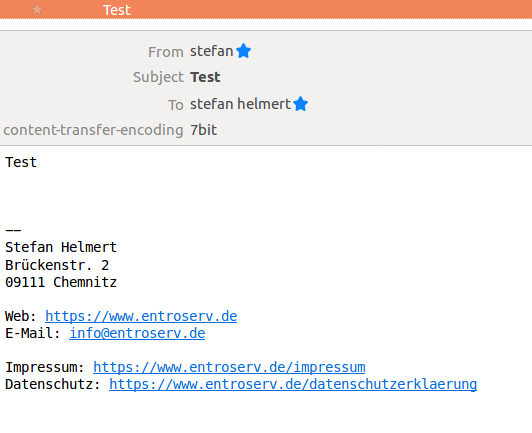 Test
From stefan
Subject Test
To stefan helmert
content-transfer-encoding 7bit
Test
--
Stefan Helmert
Brückenstr. 2
09111 Chemnitz
Web: https://www.entroserv.de
E-Mail: info@entroserv.de
Impressum: https://www.entroserv.de/impressum
Datenschutz: https://www.entroserv.de/datenschutzerklaerung